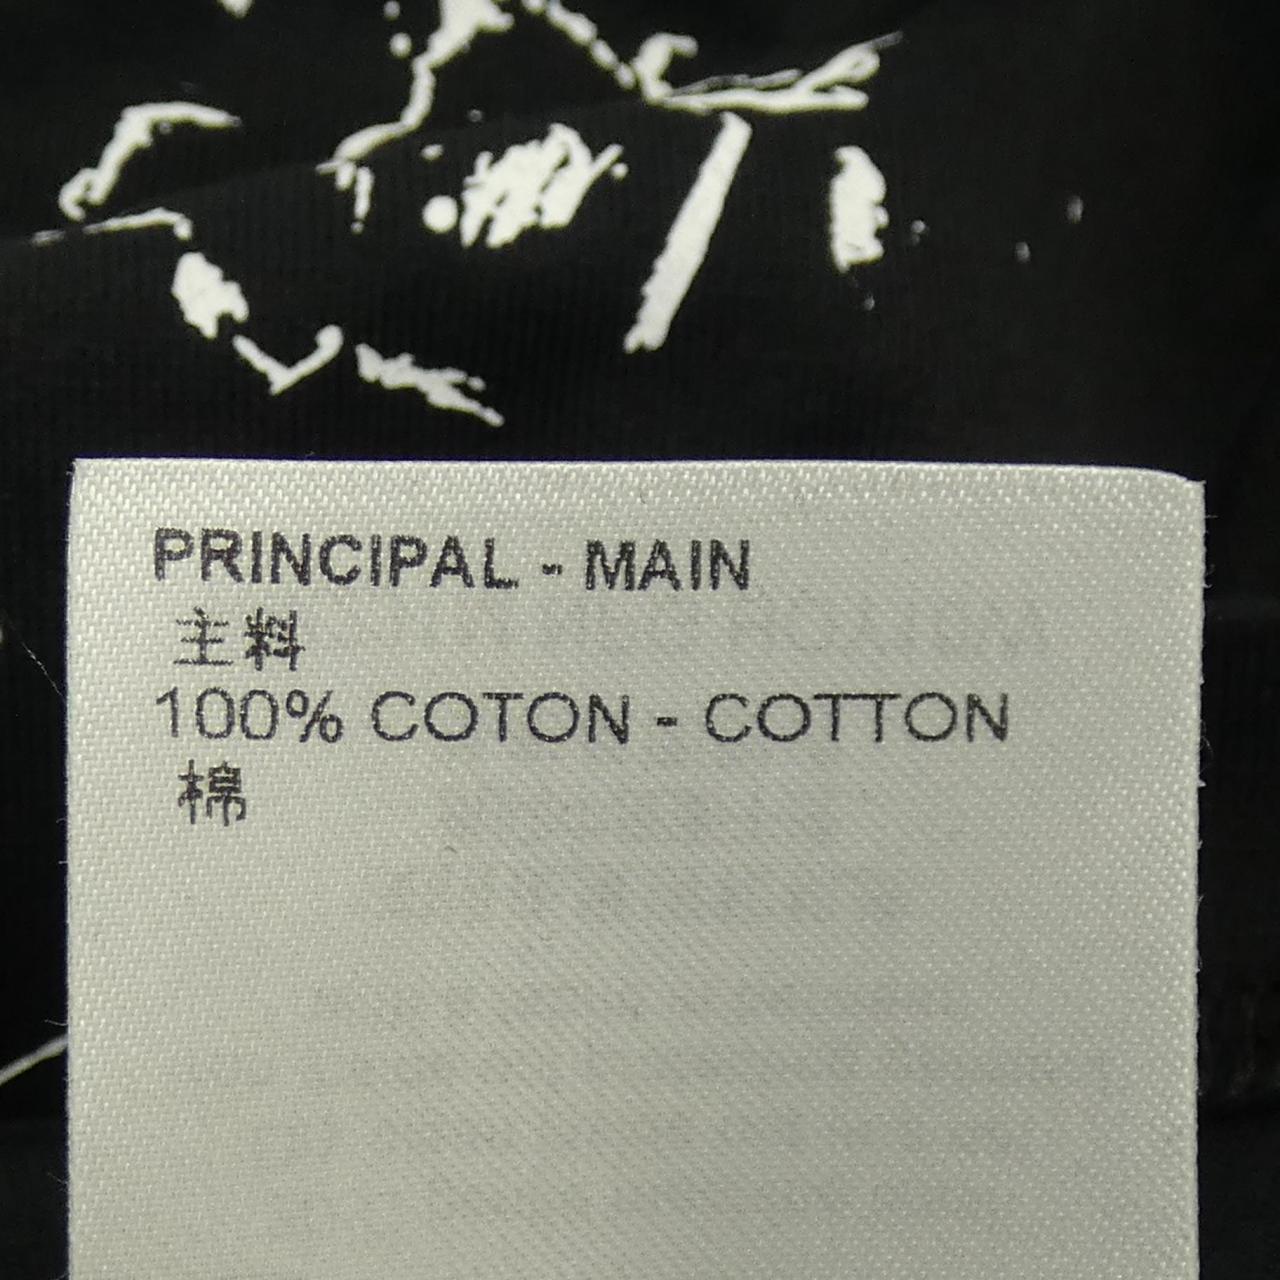 PRINCIPAL - MAIN
主料
100% COTON - COTTON
棉